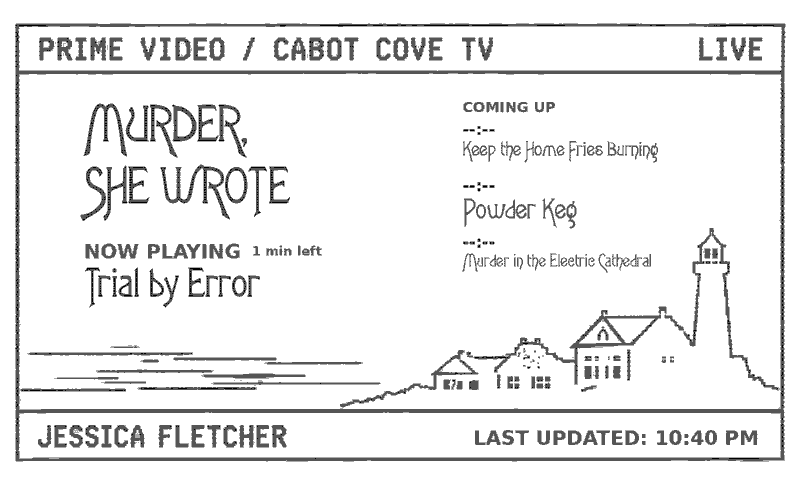 PRIME VIDEO / CABOT COVE TV
LIVE
MURDER,
SHE WROTE
NOW PLAYING 1 min left
Trial by Error
COMING UP
--:--
Keep the Home Fries Burning
--:--
Powder Keg
--:--
Murder in the Electric Cathedral
JESSICA FLETCHER
LAST UPDATED: 10:40 PM